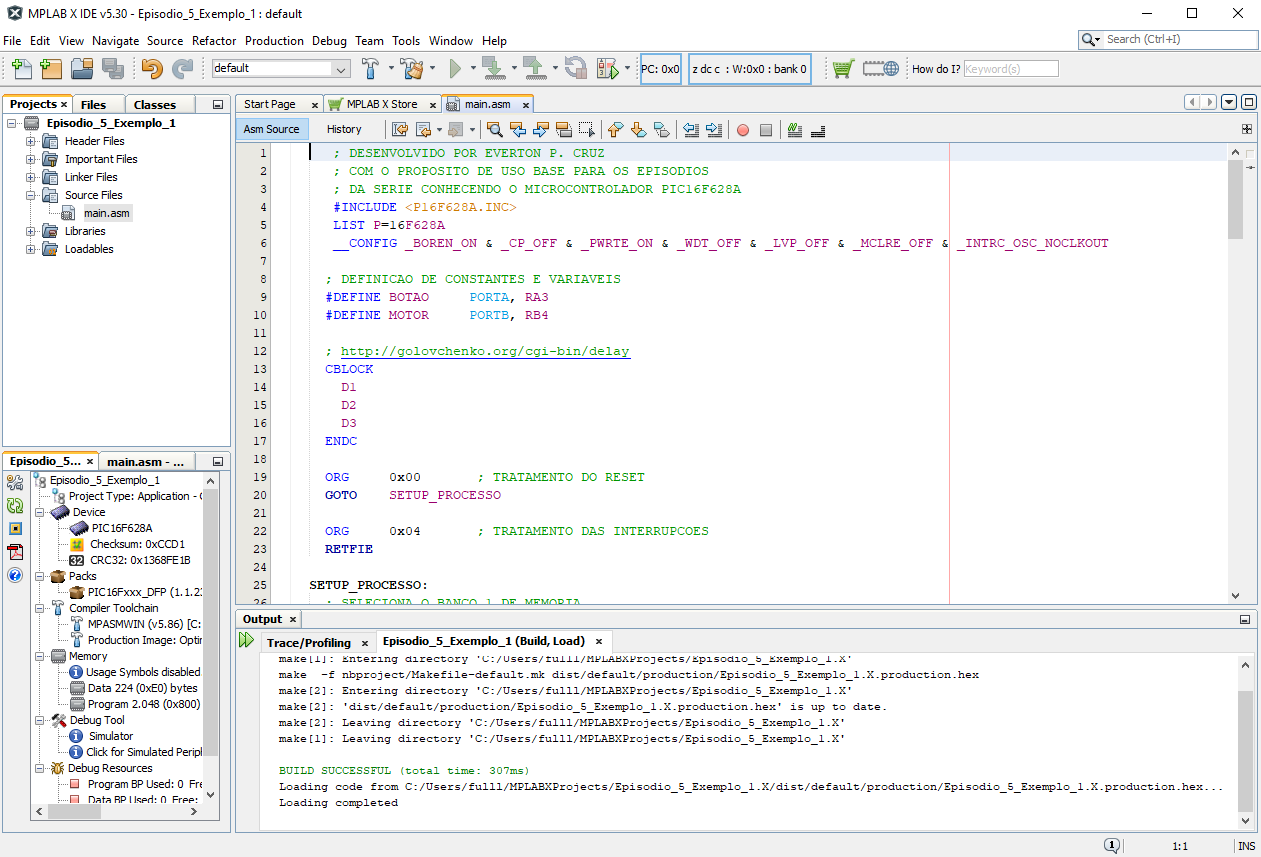 MPLAB X IDE v5.30 - Episodio_5_Exemplo_1 : default
File Edit View Navigate Source Refactor Production Debug Team Tools Window Help
Search (Ctrl+I)
default
PC: 0x0
z dc c : W:0x0 : bank 0
How do I? Keyword(s)
Projects Files Classes
Episodio_5_Exemplo_1
Header Files
Important Files
Linker Files
Source Files
main.asm
Libraries
Loadables
Start Page MPLAB X Store main.asm
Asm Source History
1 ; DESENVOLVIDO POR EVERTON P. CRUZ
2 ; COM O PROPOSITO DE USO BASE PARA OS EPISODIOS
3 ; DA SERIE CONHECENDO O MICROCONTROLADOR PIC16F628A
4 #INCLUDE <P16F628A.INC>
5 LIST P=16F628A
6 __CONFIG _BOREN_ON & _CP_OFF & _PWRTE_ON & _WDT_OFF & _LVP_OFF & _MCLRE_OFF & _INTRC_OSC_NOCLKOUT
7
8 ; DEFINICAO DE CONSTANTES E VARIAVEIS
9 #DEFINE BOTAO PORTA, RA3
10 #DEFINE MOTOR PORTB, RB4
11
12 ; http://golovchenko.org/cgi-bin/delay
13 CBLOCK
14 D1
15 D2
16 D3
17 ENDC
18
19 ORG 0x00 ; TRATAMENTO DO RESET
20 GOTO SETUP_PROCESSO
21
22 ORG 0x04 ; TRATAMENTO DAS INTERRUPCOES
23 RETFIE
24
25 SETUP_PROCESSO:
26 ; SELECIONA O BANCO 1 DE MEMORIA
Episodio_5... main.asm - ...
Episodio_5_Exemplo_1
Project Type: Application - C
Device
PIC16F628A
Checksum: 0xCCD1
32 CRC32: 0x1368FE1B
Packs
PIC16Fxxx_DFP (1.1.2
Compiler Toolchain
MPASMWIN (v5.86) [C:
Production Image: Optir
Memory
Usage Symbols disabled
Data 224 (0xE0) bytes
Program 2.048 (0x800)
Debug Tool
Simulator
Click for Simulated Periph
Debug Resources
Program BP Used: 0 Fre
Data BP Used: 0 Free:
Output
Trace/Profiling Episodio_5_Exemplo_1 (Build, Load)
make[1]: Entering directory 'C:/Users/fulll/MPLABXProjects/Episodio_5_Exemplo_1.X'
make -f nbproject/Makefile-default.mk dist/default/production/Episodio_5_Exemplo_1.X.production.hex
make[2]: Entering directory 'C:/Users/fulll/MPLABXProjects/Episodio_5_Exemplo_1.X'
make[2]: 'dist/default/production/Episodio_5_Exemplo_1.X.production.hex' is up to date.
make[2]: Leaving directory 'C:/Users/fulll/MPLABXProjects/Episodio_5_Exemplo_1.X'
make[1]: Leaving directory 'C:/Users/fulll/MPLABXProjects/Episodio_5_Exemplo_1.X'
BUILD SUCCESSFUL (total time: 307ms)
Loading code from C:/Users/fulll/MPLABXProjects/Episodio_5_Exemplo_1.X/dist/default/production/Episodio_5_Exemplo_1.X.production.hex...
Loading completed
1 1:1 INS